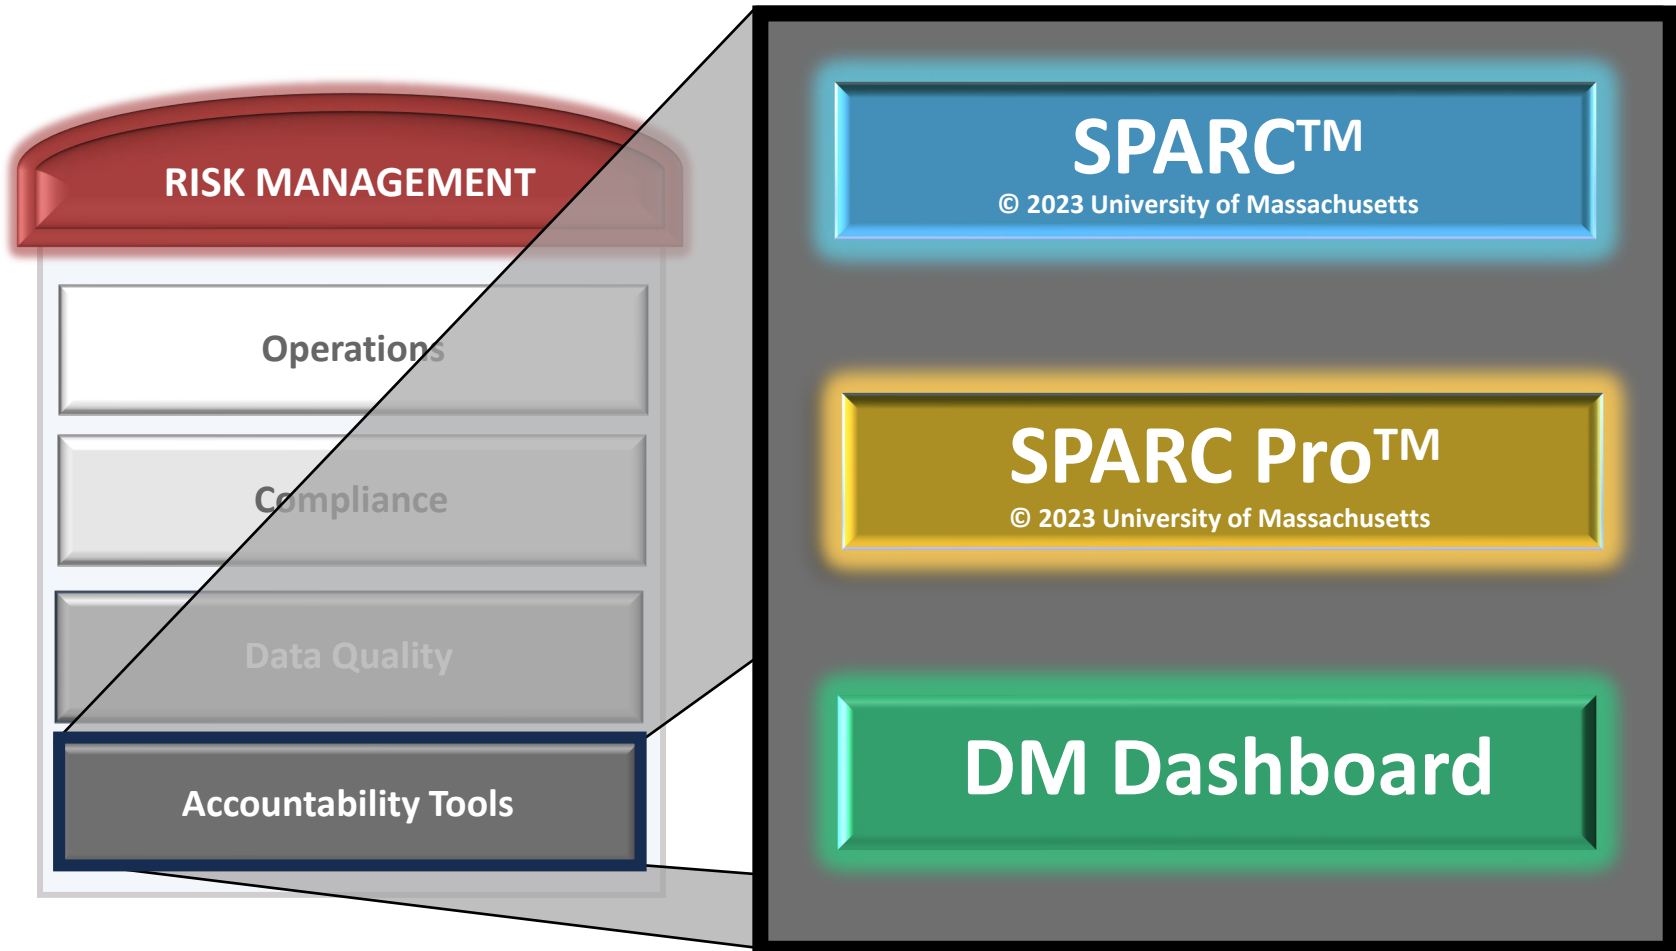 RISK MANAGEMENT
Operations
Compliance
Data Quality
Accountability Tools
SPARC™
© 2023 University of Massachusetts
SPARC Pro™
© 2023 University of Massachusetts
DM Dashboard